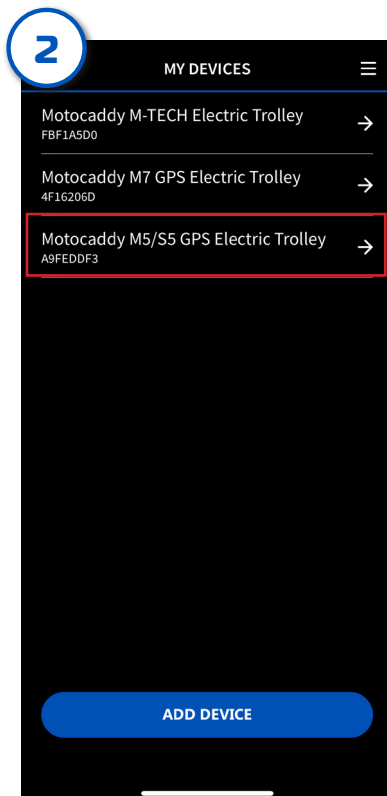 2
MY DEVICES
Motocaddy M-TECH Electric Trolley
FBF1A5D0
Motocaddy M7 GPS Electric Trolley
4F16206D
Motocaddy M5/S5 GPS Electric Trolley
A9FEDDF3
ADD DEVICE